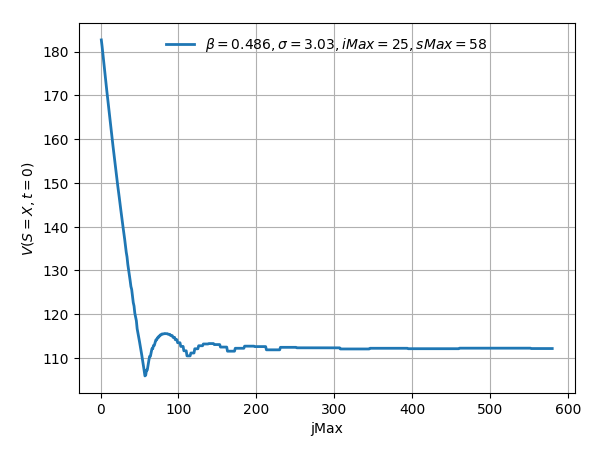 β = 0.486, σ = 3.03, iMax = 25, sMax = 58
V(S = X, t = 0)
180
170
160
150
140
130
120
110
0 100 200 300 400 500 600
jMax